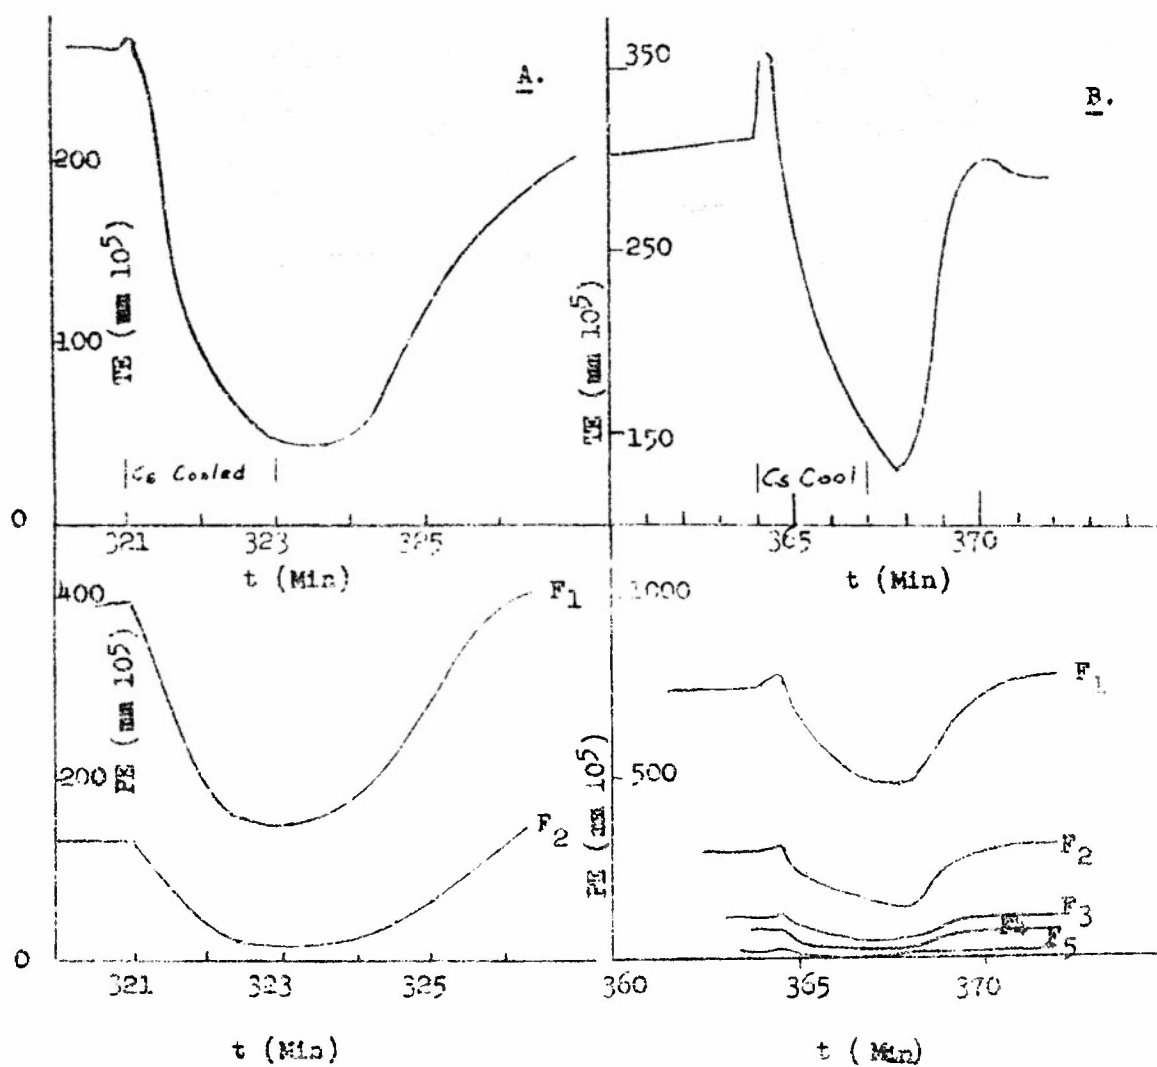 A.
200
100
0
TE (mm 10⁵)
Cs Cooled
321 323 325
t (Min)
B.
350
250
150
TE (mm 10⁵)
Cs Cool
365 370
t (Min)
400
200
0
PE (mm 10⁵)
F₁
F₂
321 323 325
t (Min)
1000
500
PE (mm 10⁵)
F₁
F₂
F₃
F₅
360 365 370
t (Min)